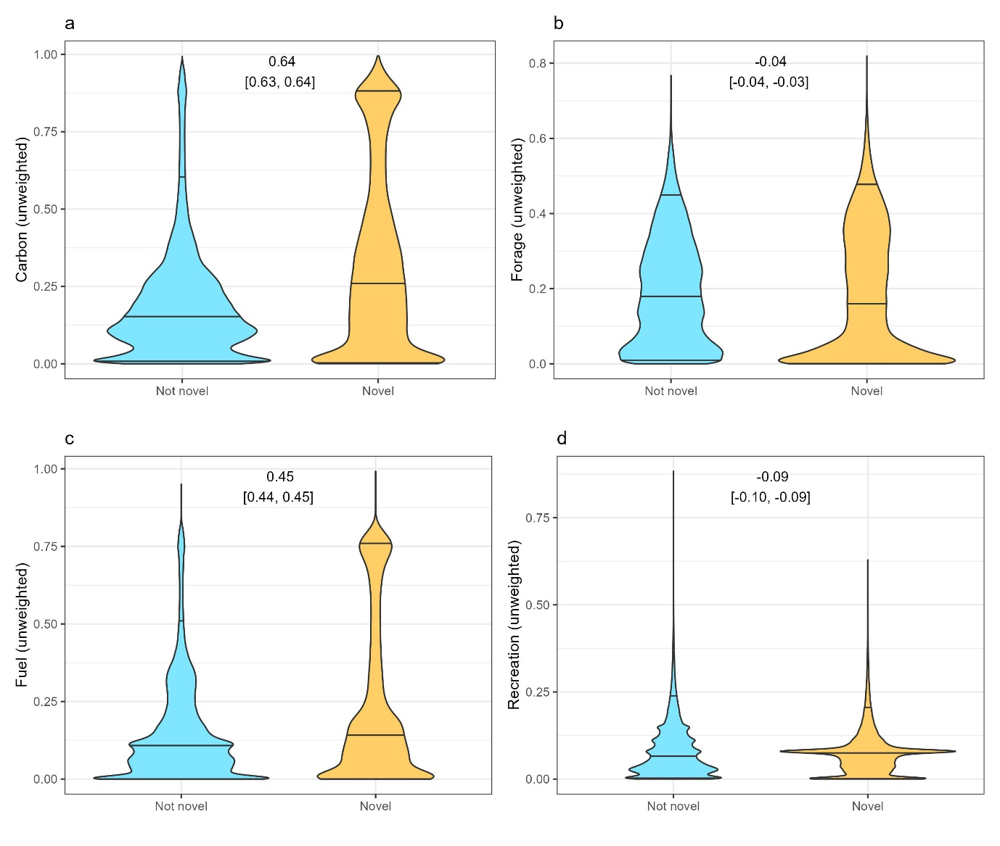 a
0.64
[0.63, 0.64]
Carbon (unweighted)
1.00
0.75
0.50
0.25
0.00
Not novel
Novel
b
-0.04
[-0.04, -0.03]
Forage (unweighted)
0.8
0.6
0.4
0.2
0.0
Not novel
Novel
c
0.45
[0.44, 0.45]
Fuel (unweighted)
1.00
0.75
0.50
0.25
0.00
Not novel
Novel
d
-0.09
[-0.10, -0.09]
Recreation (unweighted)
0.75
0.50
0.25
0.00
Not novel
Novel